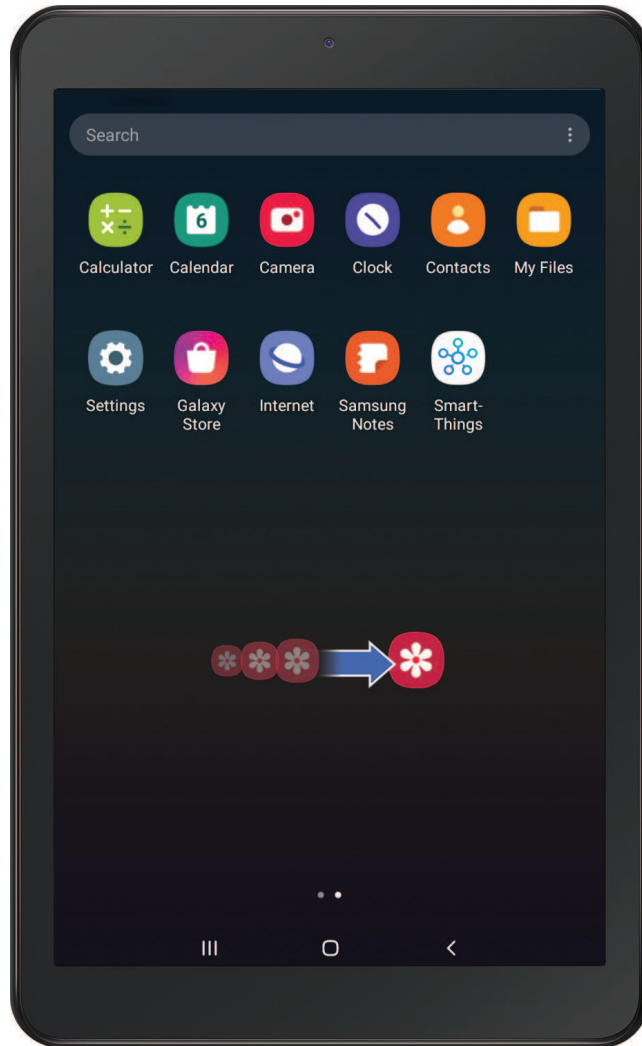 Search
Calculator Calendar Camera Clock Contacts My Files
6
Settings Galaxy Internet Samsung Smart-
Store Notes Things